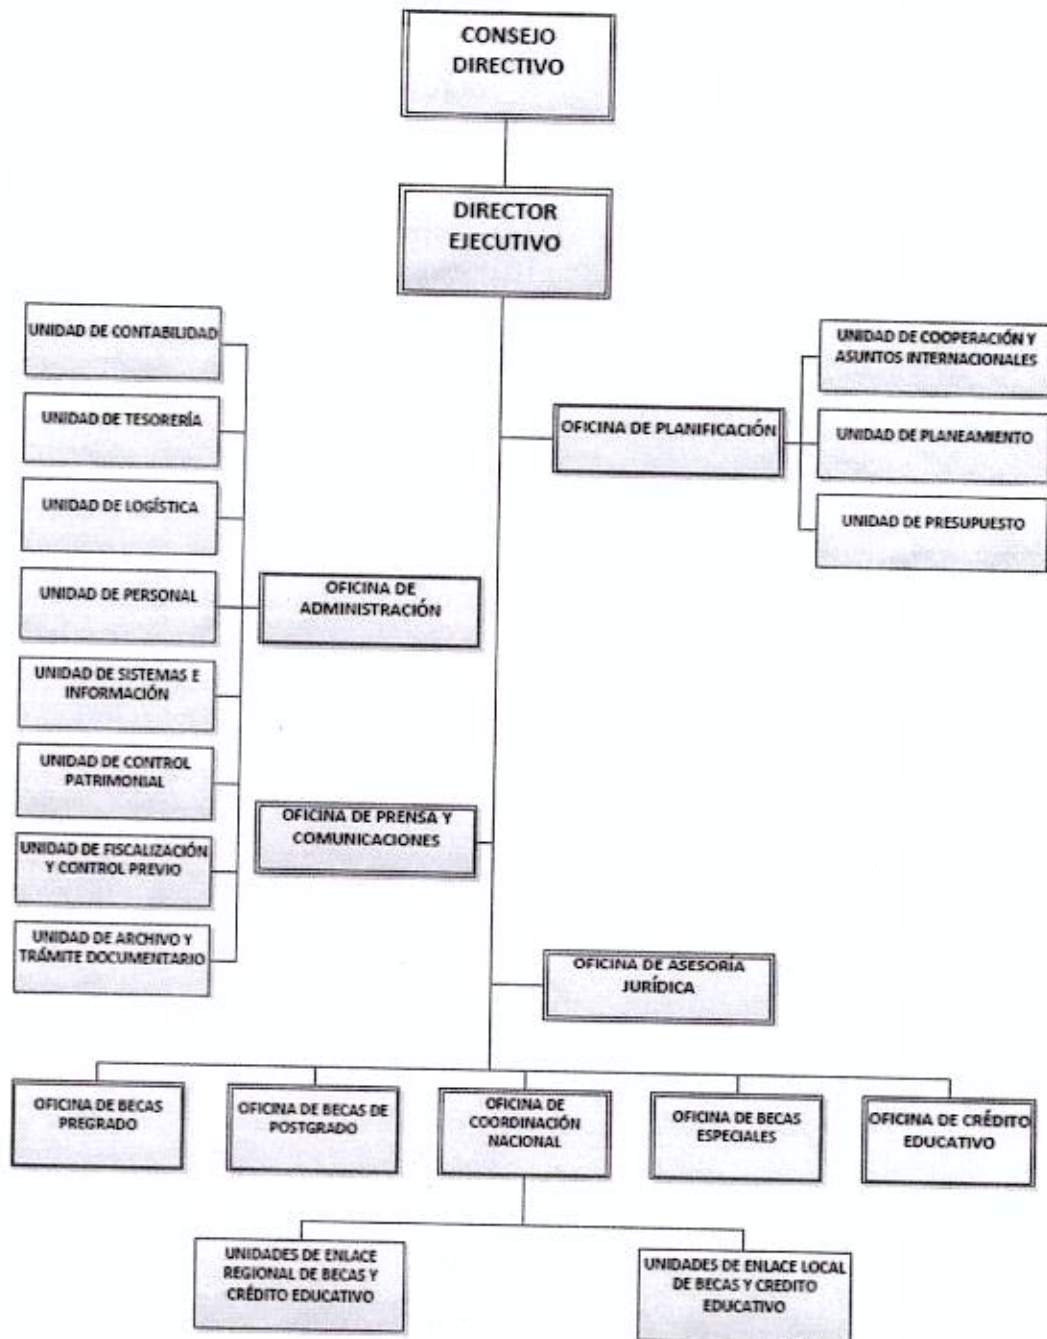 CONSEJO
DIRECTIVO
DIRECTOR
EJECUTIVO
UNIDAD DE CONTABILIDAD
UNIDAD DE TESORERÍA
UNIDAD DE LOGÍSTICA
UNIDAD DE PERSONAL
UNIDAD DE SISTEMAS E
INFORMACIÓN
UNIDAD DE CONTROL
PATRIMONIAL
UNIDAD DE FISCALIZACIÓN
Y CONTROL PREVIO
UNIDAD DE ARCHIVO Y
TRÁMITE DOCUMENTARIO
OFICINA DE
ADMINISTRACIÓN
OFICINA DE PRENSA Y
COMUNICACIONES
OFICINA DE PLANIFICACIÓN
UNIDAD DE COOPERACIÓN Y
ASUNTOS INTERNACIONALES
UNIDAD DE PLANEAMIENTO
UNIDAD DE PRESUPUESTO
OFICINA DE ASESORÍA
JURÍDICA
OFICINA DE BECAS
PREGRADO
OFICINA DE BECAS DE
POSTGRADO
OFICINA DE
COORDINACIÓN
NACIONAL
OFICINA DE BECAS
ESPECIALES
OFICINA DE CRÉDITO
EDUCATIVO
UNIDADES DE ENLACE
REGIONAL DE BECAS Y
CRÉDITO EDUCATIVO
UNIDADES DE ENLACE LOCAL
DE BECAS Y CREDITO
EDUCATIVO